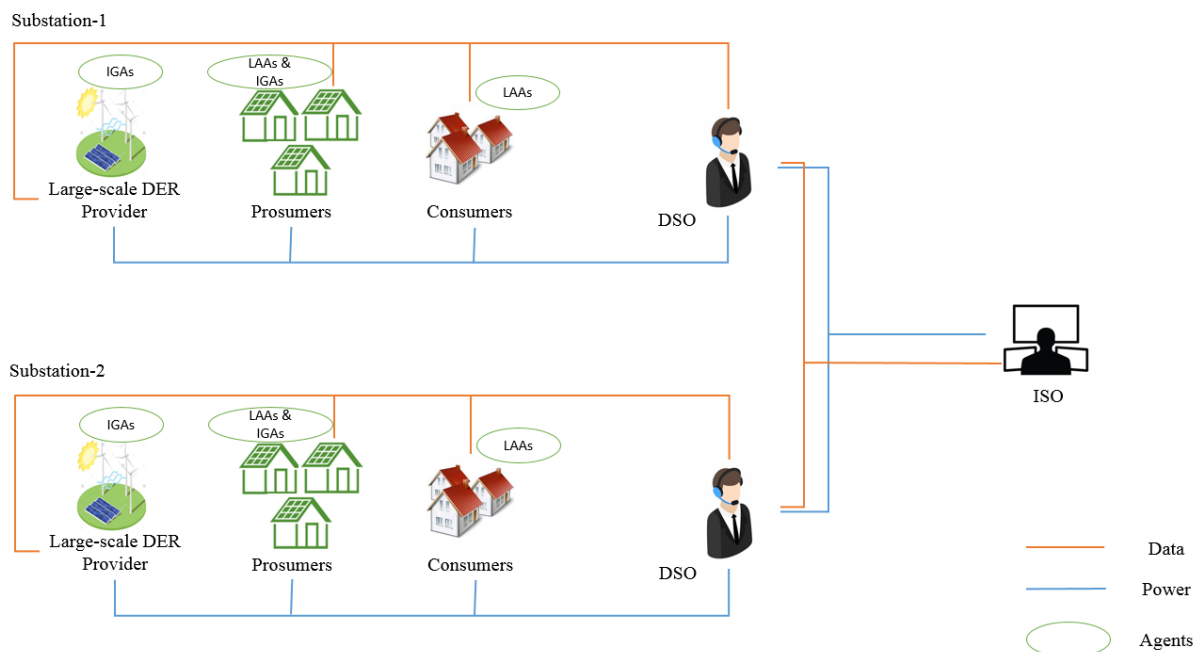 Substation-1
IGAs
LAAs &
IGAs
LAAs
Large-scale DER
Provider
Prosumers
Consumers
DSO
Substation-2
IGAs
LAAs &
IGAs
LAAs
Large-scale DER
Provider
Prosumers
Consumers
DSO
ISO
Data
Power
Agents